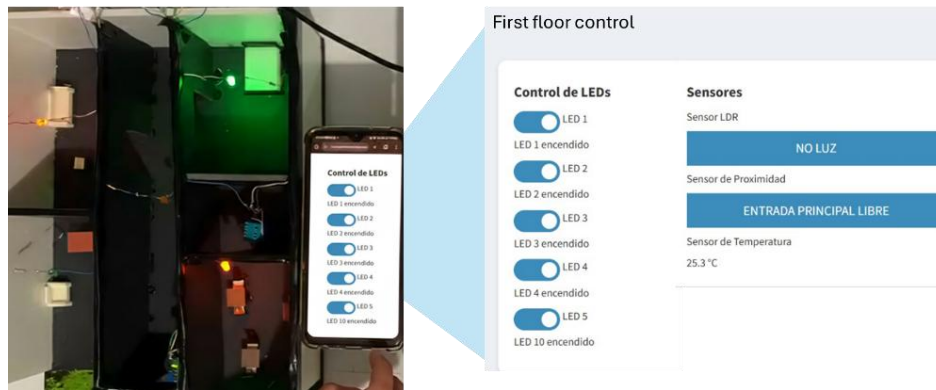 First floor control
Control de LEDs
LED 1
LED 1 encendido
LED 2
LED 2 encendido
LED 3
LED 3 encendido
LED 4
LED 4 encendido
LED 5
LED 10 encendido
Sensores
Sensor LDR
NO LUZ
Sensor de Proximidad
ENTRADA PRINCIPAL LIBRE
Sensor de Temperatura
25.3 °C
Control de LEDs
LED 1
LED 1 encendido
LED 2
LED 2 encendido
LED 3
LED 3 encendido
LED 4
LED 4 encendido
LED 5
LED 10 encendido